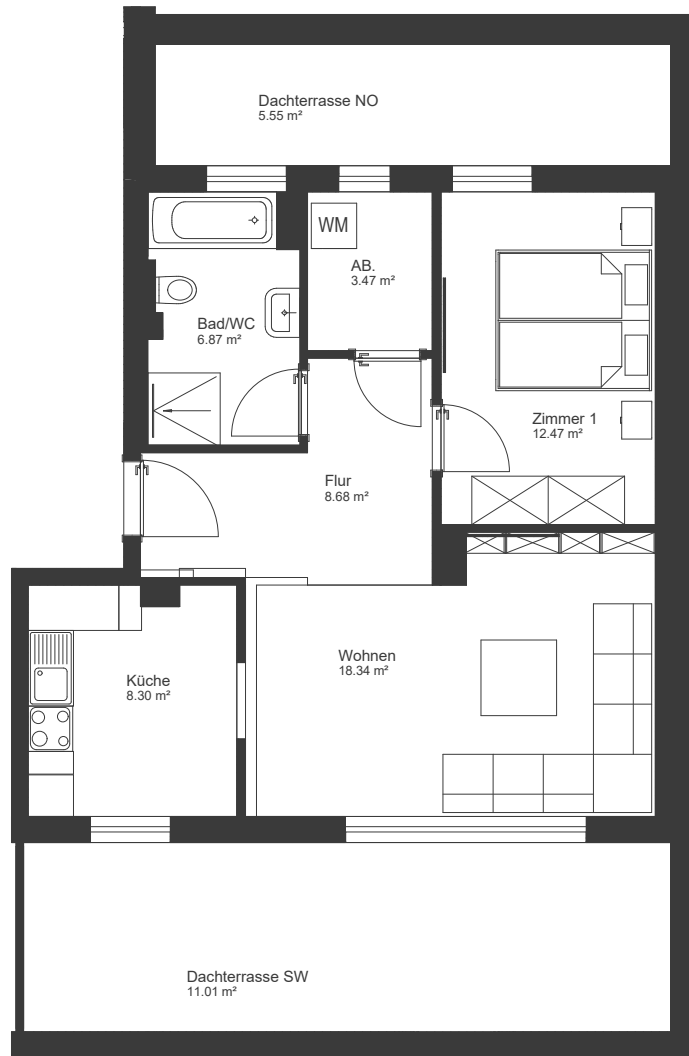 Dachterrasse NO
5.55 m²
WM
AB.
3.47 m²
Bad/WC
6.87 m²
Zimmer 1
12.47 m²
Flur
8.68 m²
Wohnen
18.34 m²
Küche
8.30 m²
Dachterrasse SW
11.01 m²